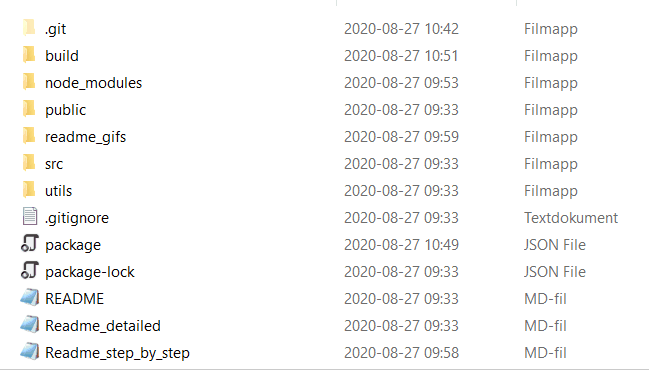 .git 2020-08-27 10:42 Filmapp
build 2020-08-27 10:51 Filmapp
node_modules 2020-08-27 09:53 Filmapp
public 2020-08-27 09:33 Filmapp
readme_gifs 2020-08-27 09:59 Filmapp
src 2020-08-27 09:33 Filmapp
utils 2020-08-27 09:33 Filmapp
.gitignore 2020-08-27 09:33 Textdokument
package 2020-08-27 10:49 JSON File
package-lock 2020-08-27 09:33 JSON File
README 2020-08-27 09:33 MD-fil
Readme_detailed 2020-08-27 09:33 MD-fil
Readme_step_by_step 2020-08-27 09:58 MD-fil